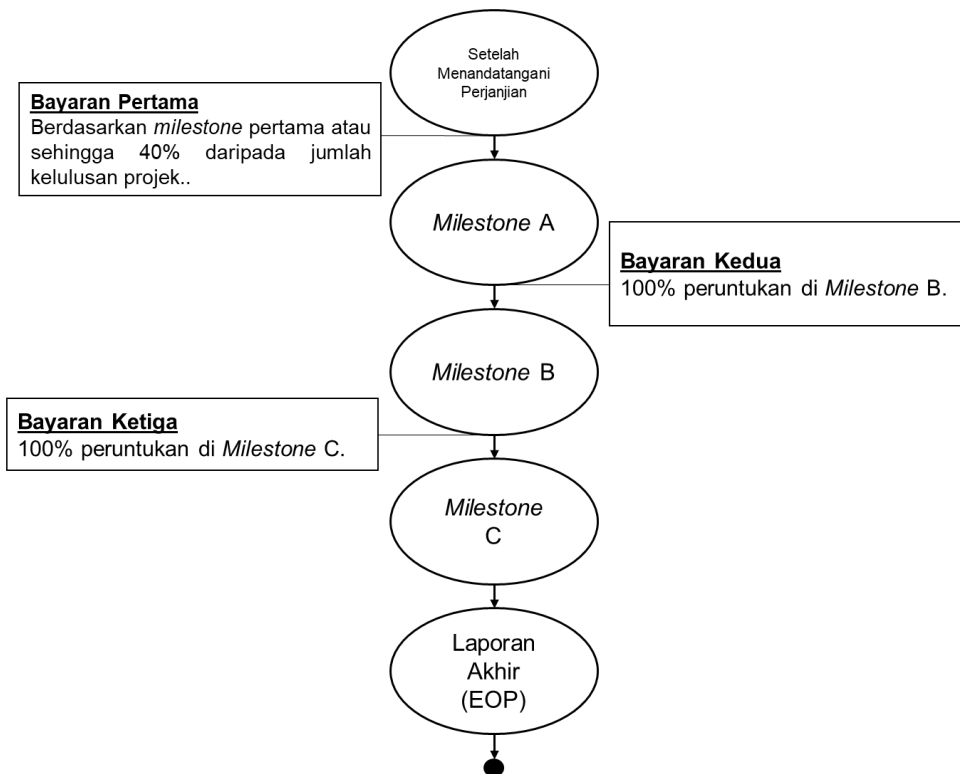 Setelah
Menandatangani
Perjanjian
Bayaran Pertama
Berdasarkan milestone pertama atau
sehingga 40% daripada jumlah
kelulusan projek..
Milestone A
Bayaran Kedua
100% peruntukan di Milestone B.
Milestone B
Bayaran Ketiga
100% peruntukan di Milestone C.
Milestone
C
Laporan
Akhir
(EOP)